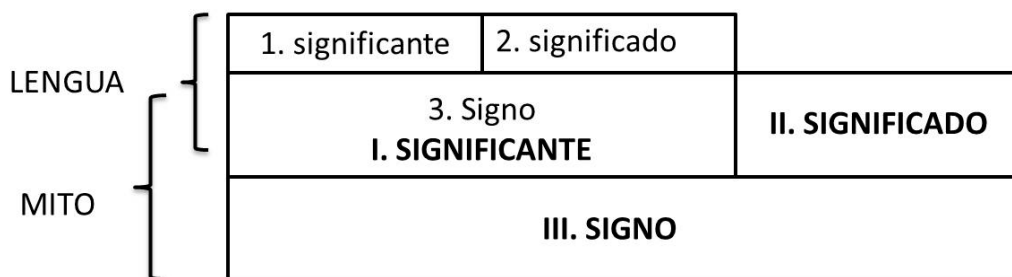 1. significante
2. significado
LENGUA
3. Signo
I. SIGNIFICANTE
II. SIGNIFICADO
MITO
III. SIGNO